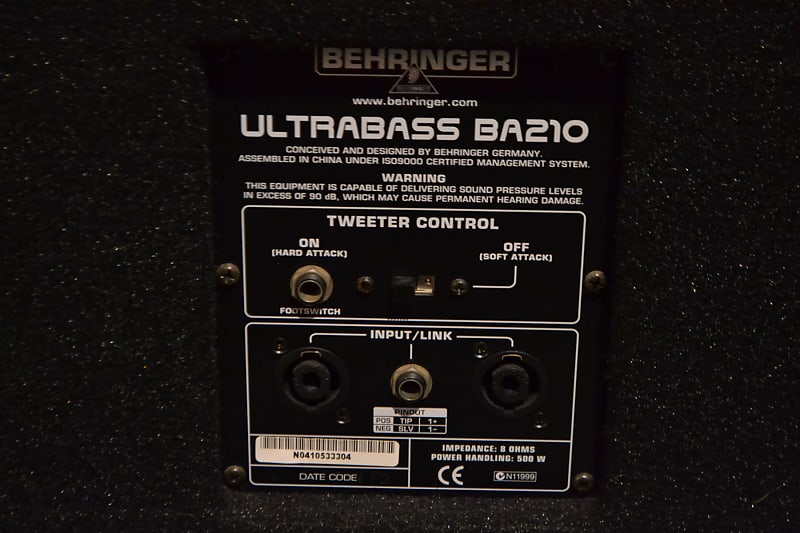 BEHRINGER
www.behringer.com
ULTRABASS BA210
CONCEIVED AND DESIGNED BY BEHRINGER GERMANY.
ASSEMBLED IN CHINA UNDER ISO9000 CERTIFIED MANAGEMENT SYSTEM.
WARNING
THIS EQUIPMENT IS CAPABLE OF DELIVERING SOUND PRESSURE LEVELS
IN EXCESS OF 90 dB, WHICH MAY CAUSE PERMANENT HEARING DAMAGE.
TWEETER CONTROL
ON
(HARD ATTACK)
OFF
(SOFT ATTACK)
FOOTSWITCH
INPUT/LINK
PINOUT
POS TIP 1+
NEG SLV 1-
N0410533304
DATE CODE
IMPEDANCE: 8 OHMS
POWER HANDLING: 500 W
CE
N11999